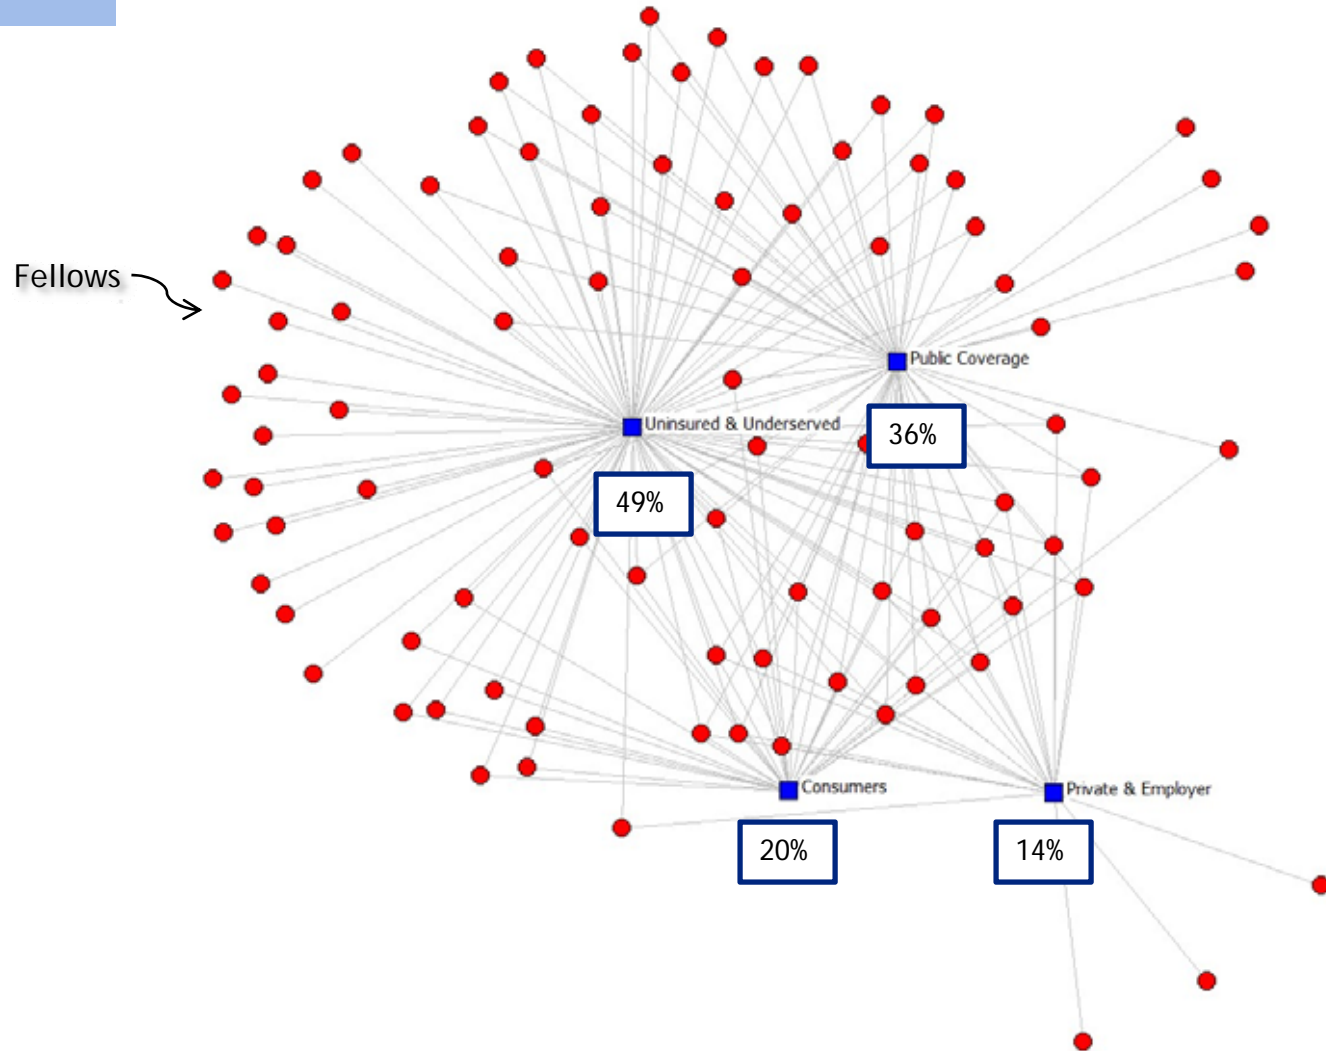 Fellows
Public Coverage
36%
Uninsured & Underserved
49%
Consumers
20%
Private & Employer
14%